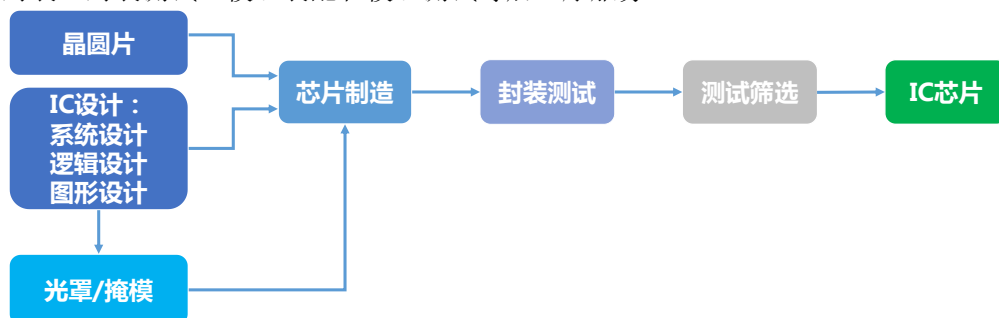 晶圆片
IC设计：
系统设计
逻辑设计
图形设计
光罩/掩模
芯片制造
封装测试
测试筛选
IC芯片